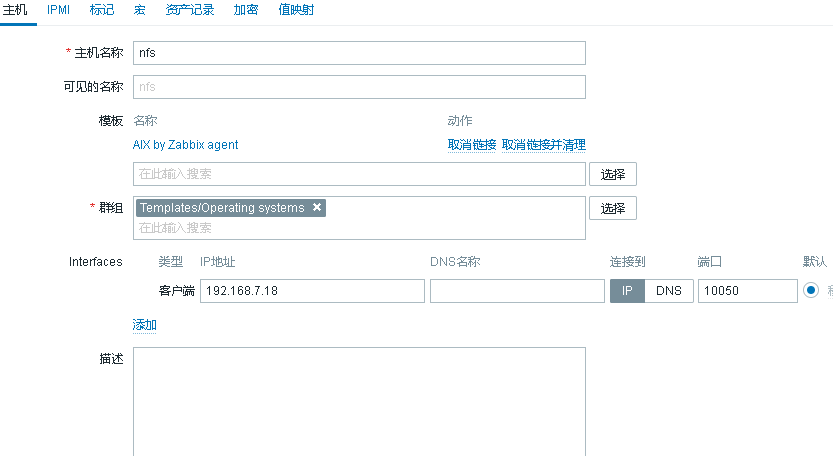 主机 IPMI 标记 宏 资产记录 加密 值映射
* 主机名称 nfs
可见的名称 nfs
模板 名称 动作
AIX by Zabbix agent 取消链接 取消链接并清理
在此输入搜索 选择
* 群组 Templates/Operating systems 选择
在此输入搜索
Interfaces 类型 IP地址 DNS名称 连接到 端口 默认
客户端 192.168.7.18 IP DNS 10050
添加
描述